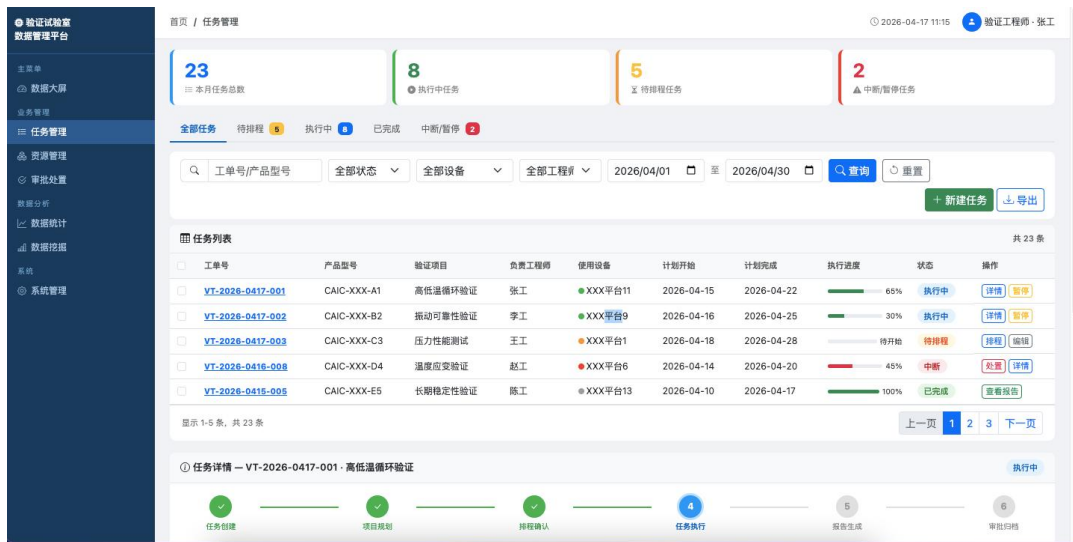 验证试验室
数据管理平台
首页 / 任务管理
2026-04-17 11:15 验证工程师 · 张工
主菜单
数据大屏
业务管理
任务管理
资源管理
审批处置
数据分析
数据统计
数据挖掘
系统
系统管理
23
本月任务总数
8
执行中任务
5
待排程任务
2
中断/暂停任务
全部任务 待排程 5 执行中 8 已完成 中断/暂停 2
工单号/产品型号 全部状态 全部设备 全部工程师 2026/04/01 至 2026/04/30 查询 重置
+ 新建任务 导出
任务列表 共 23 条
工单号 产品型号 验证项目 负责工程师 使用设备 计划开始 计划完成 执行进度 状态 操作
VT-2026-0417-001 CAIC-XXX-A1 高低温循环验证 张工 XXX平台11 2026-04-15 2026-04-22 65% 执行中 详情 暂停
VT-2026-0417-002 CAIC-XXX-B2 振动可靠性验证 李工 XXX平台9 2026-04-16 2026-04-25 30% 执行中 详情 暂停
VT-2026-0417-003 CAIC-XXX-C3 压力性能测试 王工 XXX平台1 2026-04-18 2026-04-28 待开始 待排程 排程 编辑
VT-2026-0416-008 CAIC-XXX-D4 温度应变验证 赵工 XXX平台6 2026-04-14 2026-04-20 45% 中断 处置 详情
VT-2026-0415-005 CAIC-XXX-E5 长期稳定性验证 陈工 XXX平台13 2026-04-10 2026-04-17 100% 已完成 查看报告
显示 1-5 条, 共 23 条 上一页 1 2 3 下一页
任务详情 — VT-2026-0417-001 · 高低温循环验证 执行中
4 5 6
任务创建 项目规划 排程确认 任务执行 报告生成 审批归档